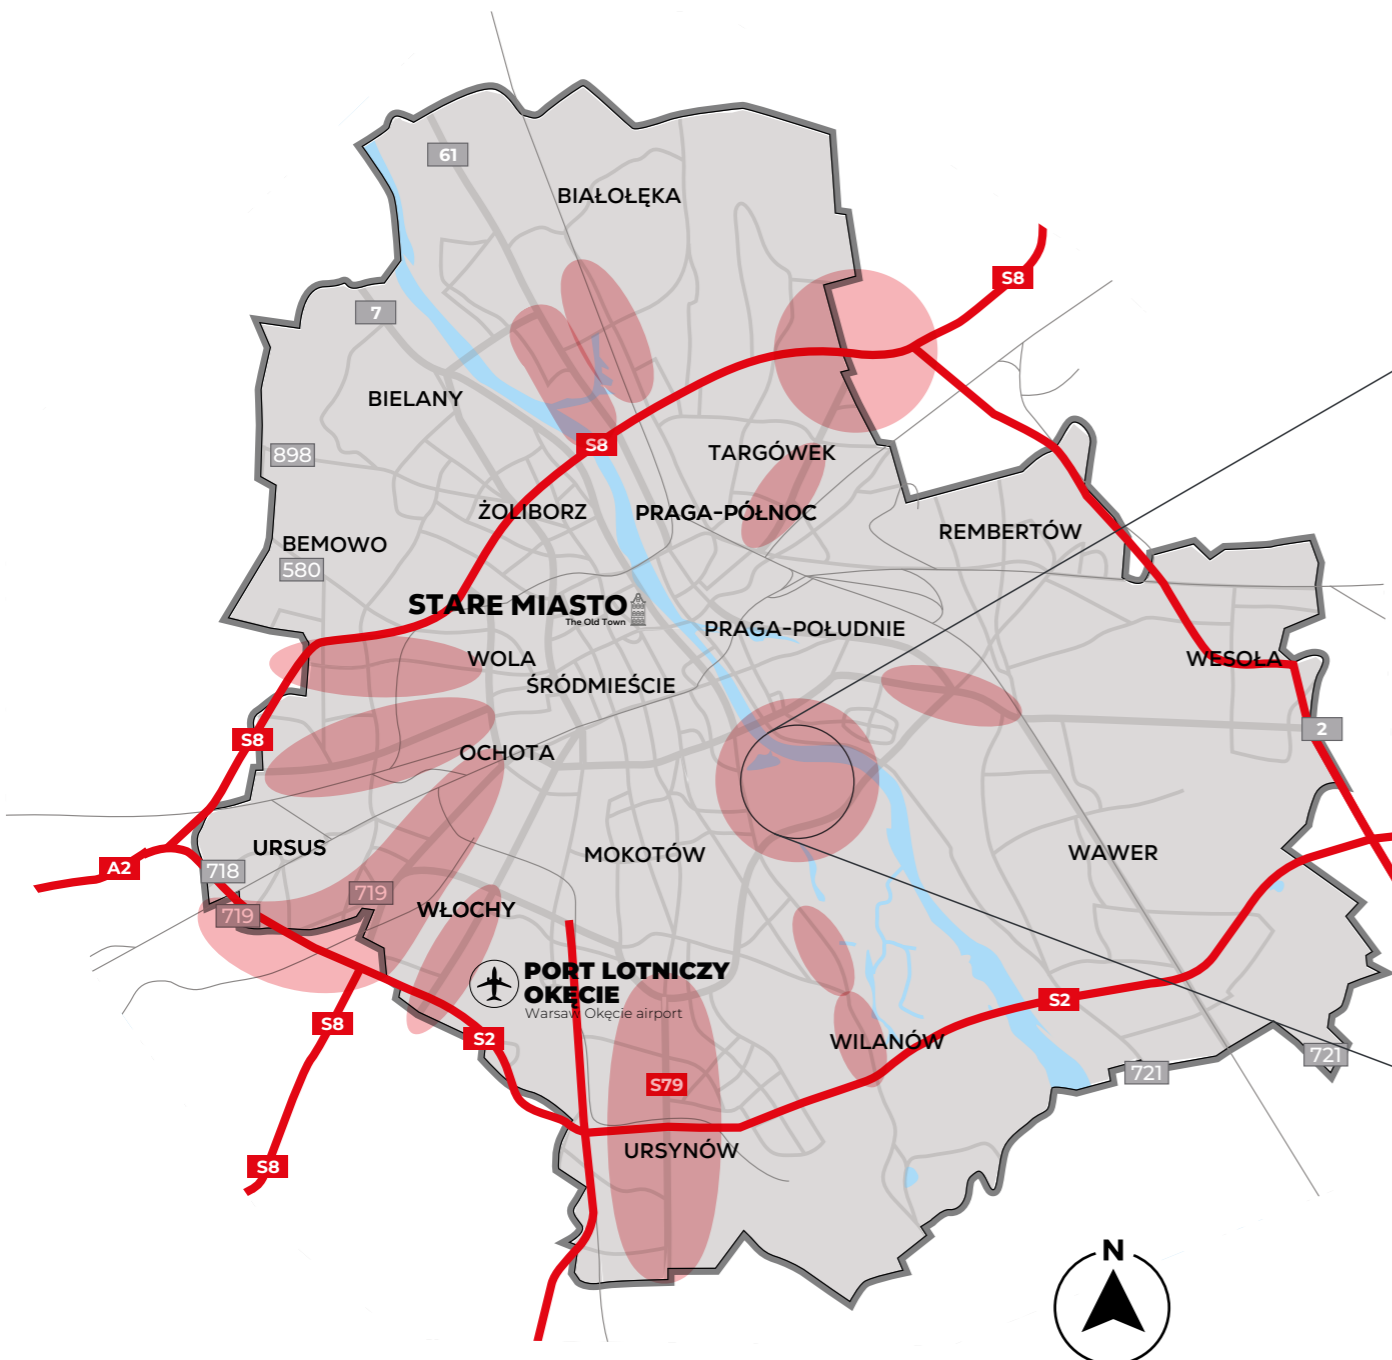 61
BIAŁOŁĘKA
S8
7
BIELANY
S8
898
TARGÓWEK
ŻOLIBORZ
PRAGA-PÓŁNOC
REMBERTÓW
BEMOWO
580
STARE MIASTO
The Old Town
PRAGA-POŁUDNIE
WOLA
WESOŁA
ŚRÓDMIEŚCIE
S8
2
OCHOTA
URSUS
MOKOTÓW
WAWER
A2
718
719
719
WŁOCHY
PORT LOTNICZY
OKĘCIE
Warsaw Okęcie airport
S8
S2
S2
WILANÓW
721
721
S79
URSYNÓW
S8
N